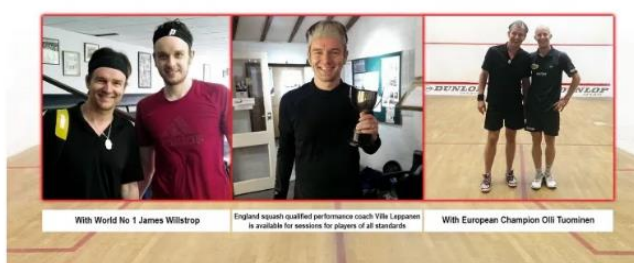 DUNLOP
DUNLOP
With World No 1 James Willstrop
England squash qualified performance coach Ville Leppanen
is available for sessions for players of all standards
With European Champion Olli Tuominen